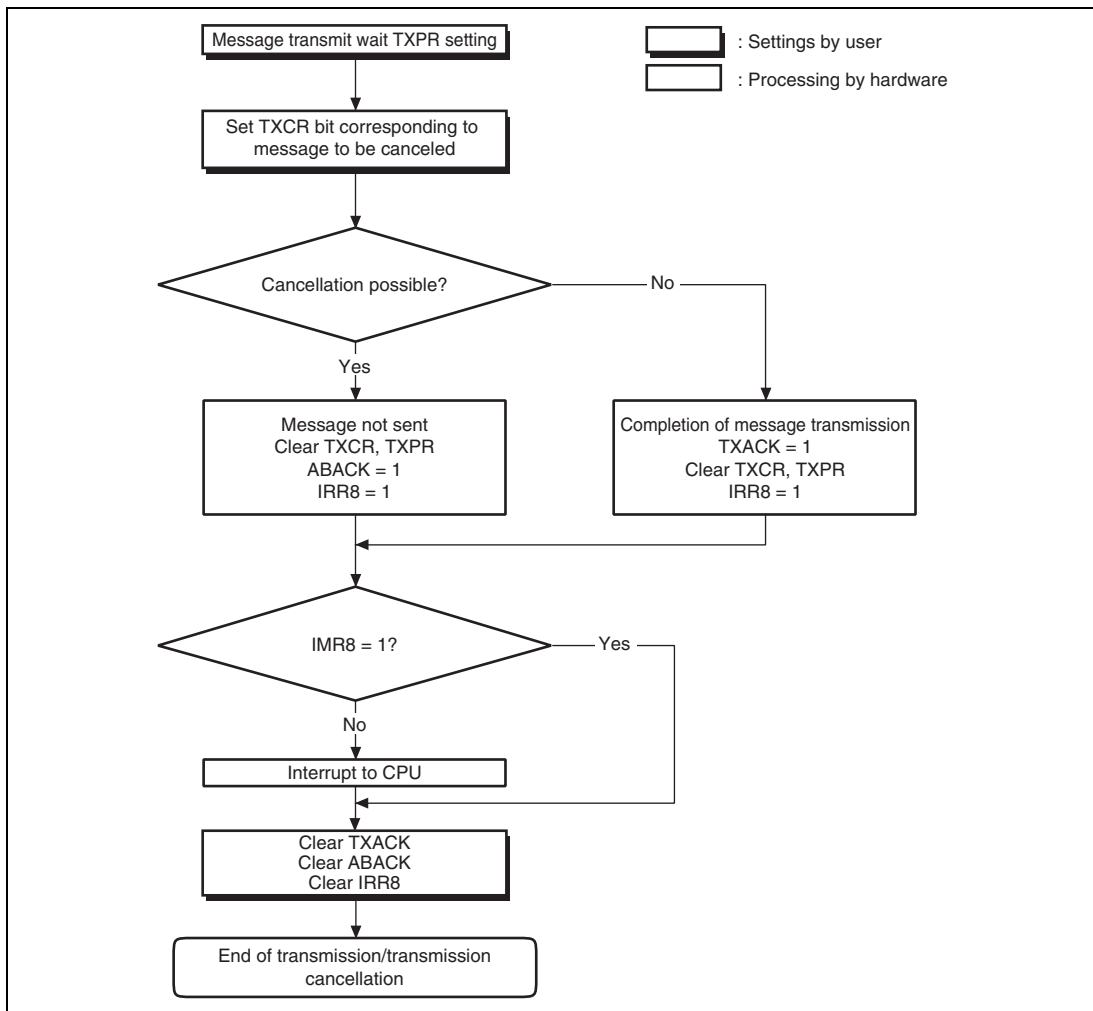 Message transmit wait TXPR setting
: Settings by user
: Processing by hardware
Set TXCR bit corresponding to
message to be canceled
Cancellation possible?
No
Yes
Message not sent
Clear TXCR, TXPR
ABACK = 1
IRR8 = 1
Completion of message transmission
TXACK = 1
Clear TXCR, TXPR
IRR8 = 1
IMR8 = 1?
Yes
No
Interrupt to CPU
Clear TXACK
Clear ABACK
Clear IRR8
End of transmission/transmission
cancellation